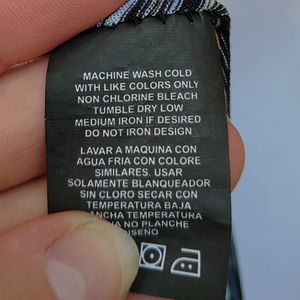 MACHINE WASH COLD
WITH LIKE COLORS ONLY
NON CHLORINE BLEACH
TUMBLE DRY LOW
MEDIUM IRON IF DESIRED
DO NOT IRON DESIGN
LAVAR A MAQUINA CON
AGUA FRIA CON COLORE
SIMILARES. USAR
SOLAMENTE BLANQUEADOR
SIN CLORO SECAR CON
TEMPERATURA BAJA
PLANCHA TEMPERATURA
NO PLANCHE